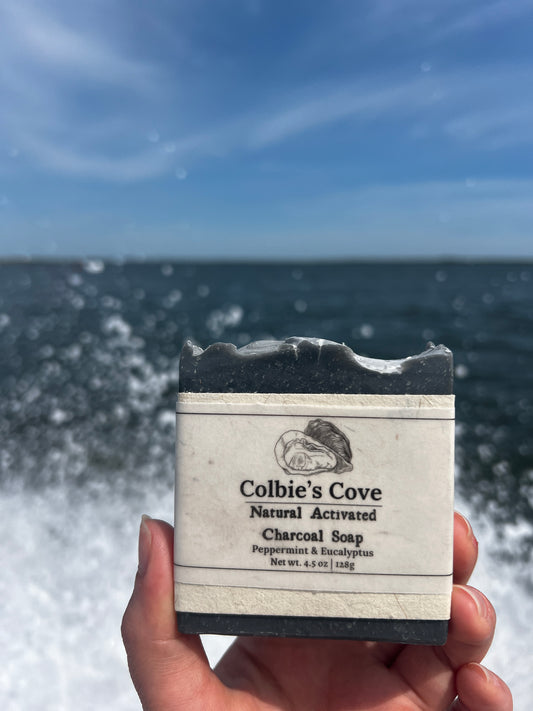 Colbie's Cove
Natural Activated
Charcoal Soap
Peppermint & Eucalyptus
Net wt. 4.5 oz | 128g